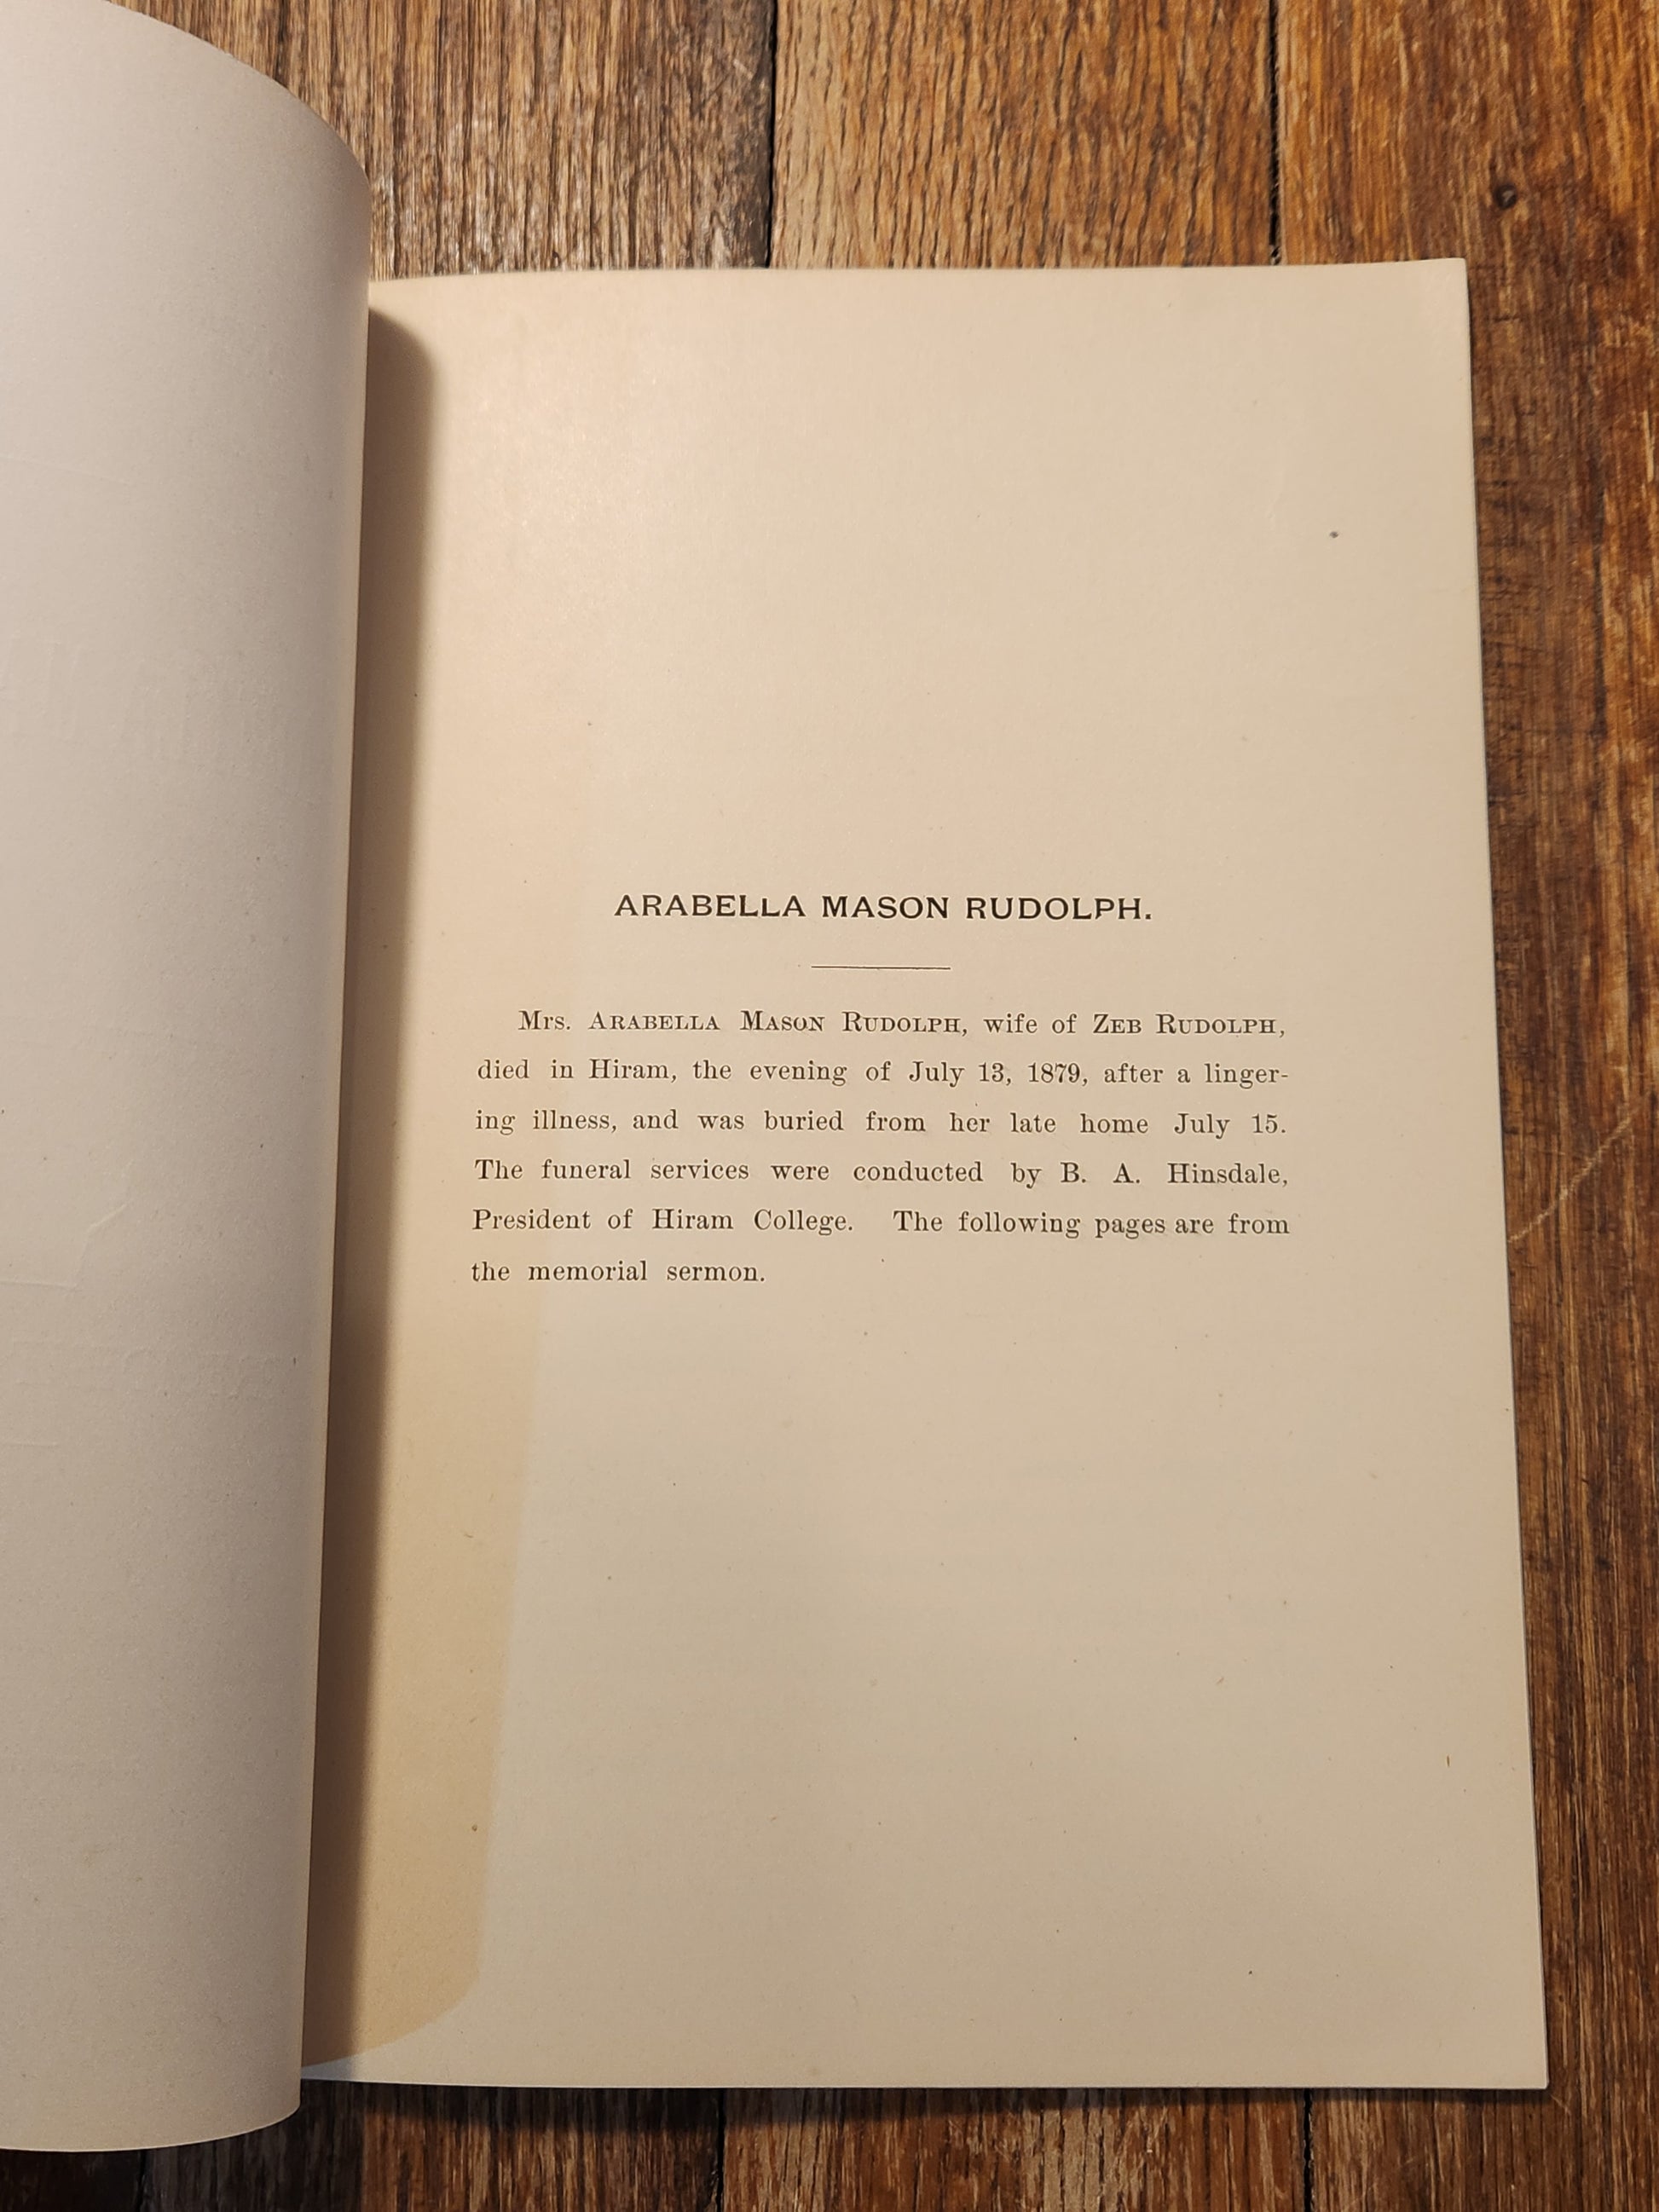 ARABELLA MASON RUDOLPH.
Mrs. ARABELLA MASON RUDOLPH, wife of ZEB RUDOLPH,
died in Hiram, the evening of July 13, 1879, after a linger-
ing illness, and was buried from her late home July 15.
The funeral services were conducted by B. A. Hinsdale,
President of Hiram College. The following pages are from
the memorial sermon.